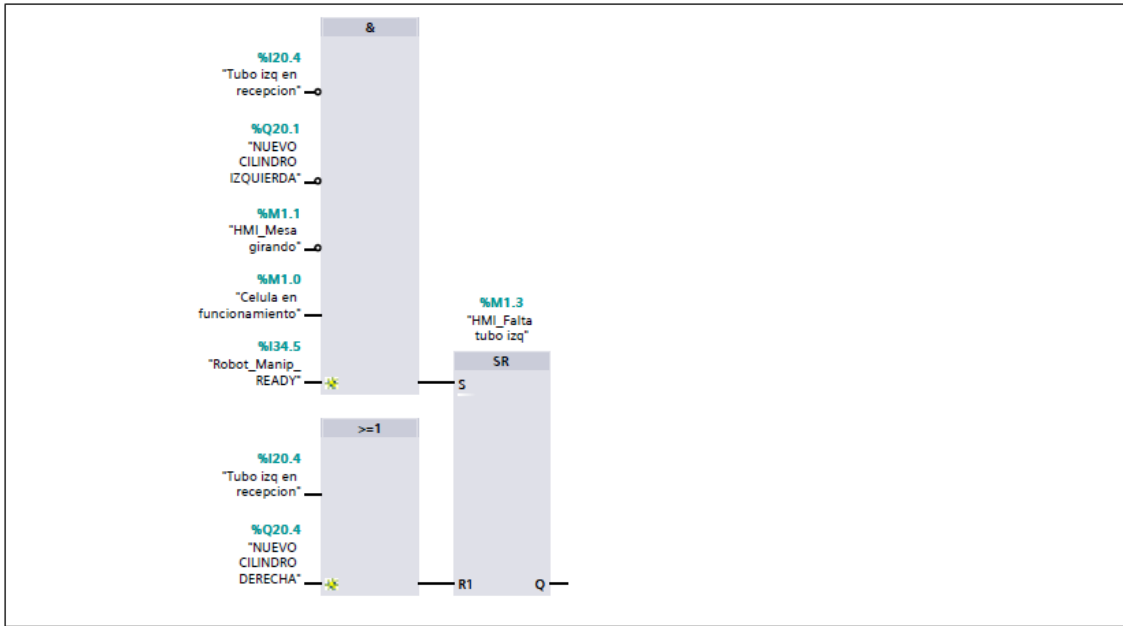 &
%I20.4
"Tubo izq en
recepcion"
%Q20.1
"NUEVO
CILINDRO
IZQUIERDA"
%M1.1
"HMI_Mesa
girando"
%M1.0
"Celula en
funcionamiento"
%I34.5
"Robot_Manip_
READY"
%M1.3
"HMI_Falta
tubo izq"
SR
S
>=1
%I20.4
"Tubo izq en
recepcion"
%Q20.4
"NUEVO
CILINDRO
DERECHA"
R1 Q